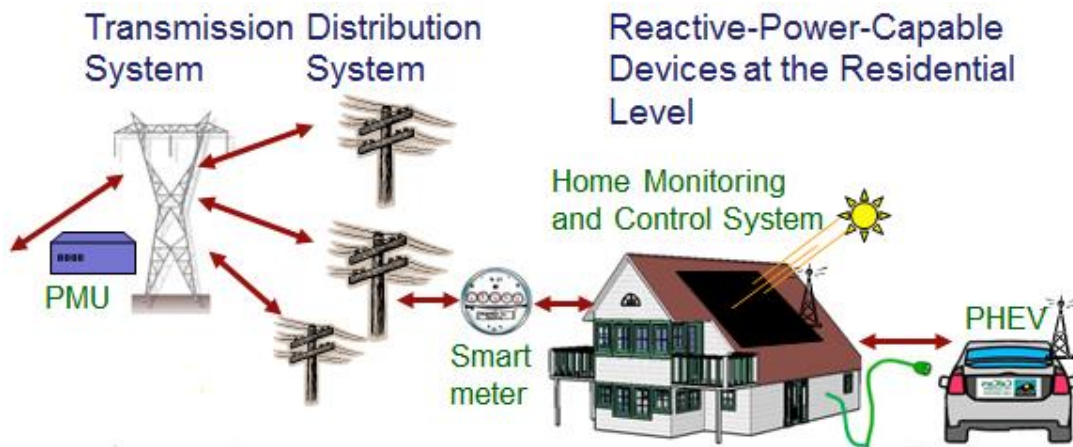 Transmission
System
Distribution
System
Reactive-Power-Capable
Devices at the Residential
Level
Home Monitoring
and Control System
PMU
Smart
meter
PHEV